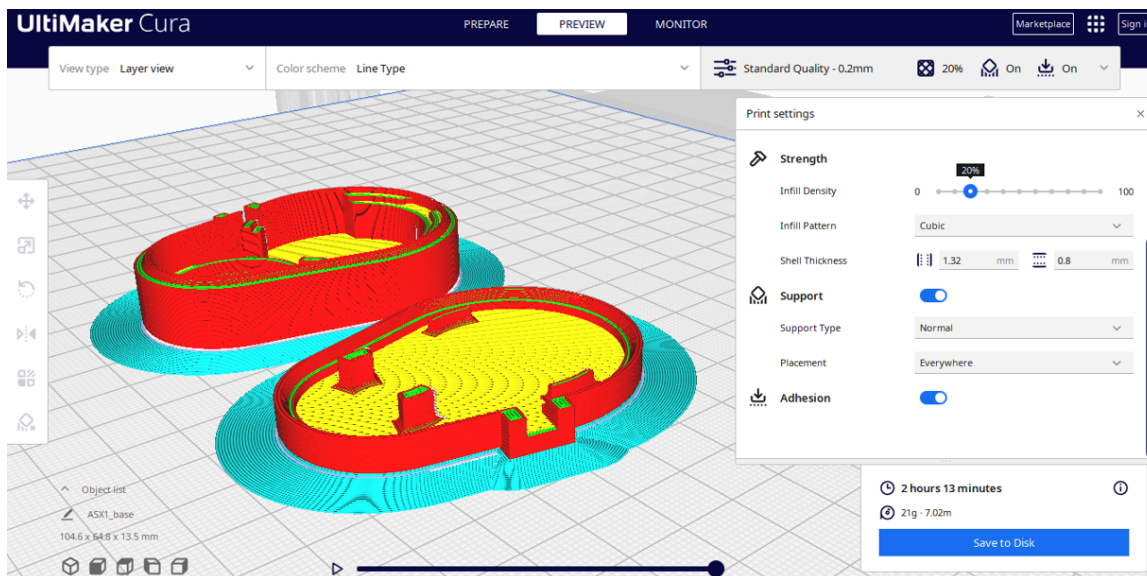 UltiMaker Cura PREPARE PREVIEW MONITOR Marketplace Sign i
View type Layer view Color scheme Line Type Standard Quality - 0.2mm 20% On On
Print settings
Strength
20%
Infill Density 0 100
Infill Pattern Cubic
Shell Thickness 1.32 mm 0.8 mm
Support
Support Type Normal
Placement Everywhere
Adhesion
Object list
ASX1_base
104.6 x 64.8 x 13.5 mm
2 hours 13 minutes
21g · 7.02m
Save to Disk